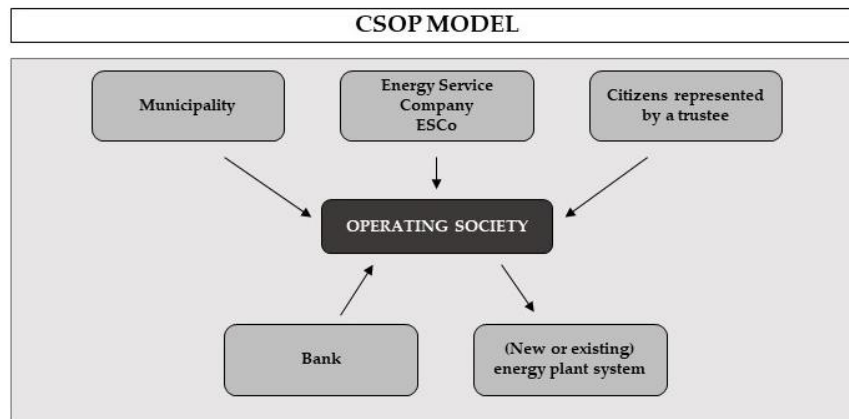 CSOP MODEL
Municipality
Energy Service
Company
ESCo
Citizens represented
by a trustee
OPERATING SOCIETY
Bank
(New or existing)
energy plant system